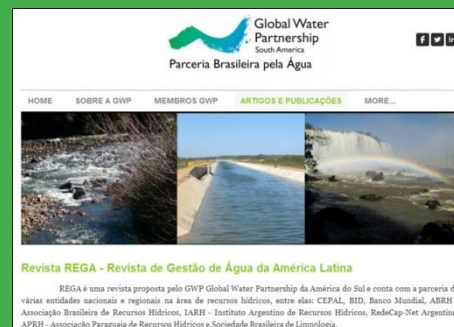 Global Water
Partnership
South America
Parceria Brasileira pela Água
HOME SOBRE A GWP MEMBROS GWP ARTIGOS E PUBLICAÇÕES MORE...
Revista REGA - Revista de Gestão de Água da América Latina
REGA é uma revista proposta pelo GWP Global Water Partnership da América do Sul e conta com a parceria d
várias entidades nacionais e regionais na área de recursos hídricos, entre elas: CEPAL, BID, Banco Mundial, ABRH
Associação Brasileira de Recursos Hídricos, IARH - Instituto Argentino de Recursos Hídricos, RedeCap-Net Argentina
APRH - Associação Paraguaia de Recursos Hídricos e Sociedade Brasileira de Limnologia.